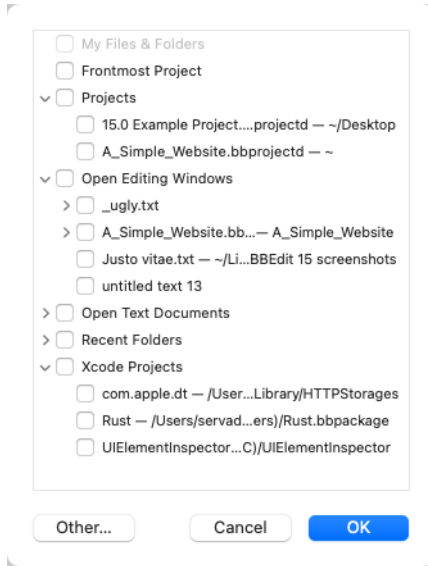 My Files & Folders
Frontmost Project
Projects
15.0 Example Project....projectd — ~/Desktop
A_Simple_Website.bbprojectd — ~
Open Editing Windows
_ugly.txt
A_Simple_Website.bb...— A_Simple_Website
Justo vitae.txt — ~/Li...BBEdit 15 screenshots
untitled text 13
Open Text Documents
Recent Folders
Xcode Projects
com.apple.dt — /User...Library/HTTPStorages
Rust — /Users/servad...ers)/Rust.bbpackage
UIElementInspector...C)/UIElementInspector
Other... Cancel OK